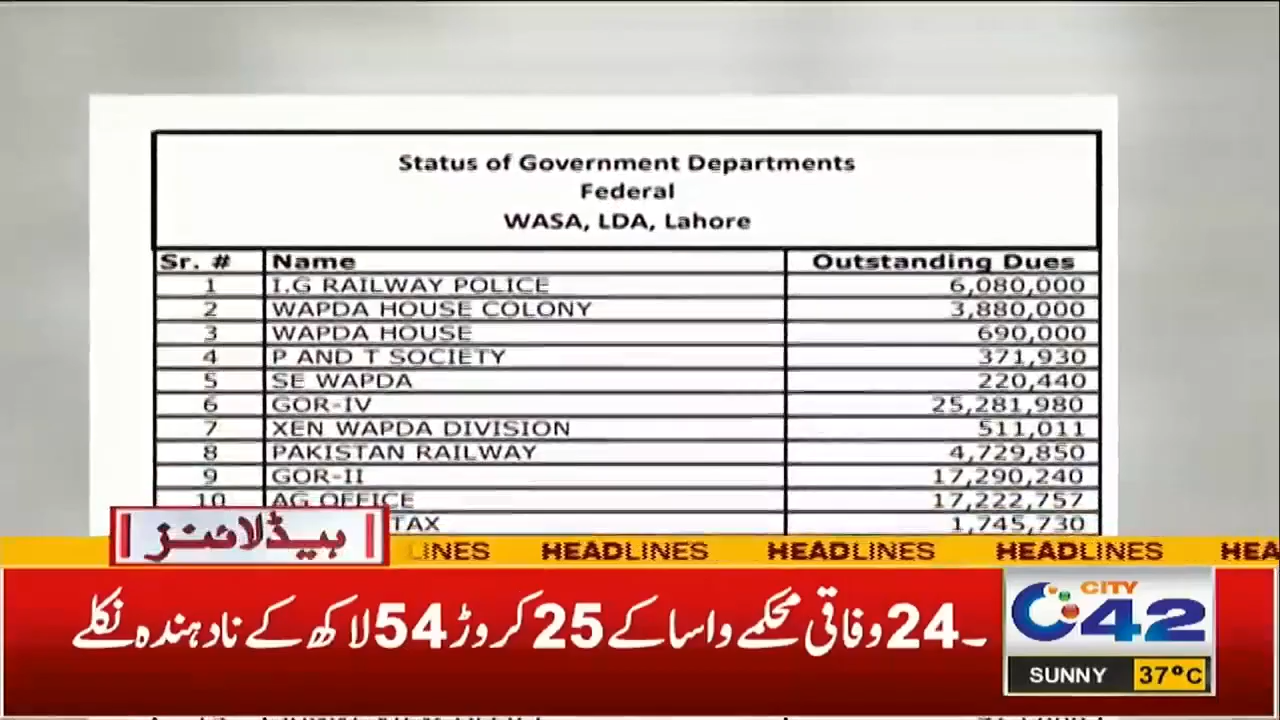 Status of Government Departments
Federal
WASA, LDA, Lahore
Sr. # Name Outstanding Dues
1 I.G RAILWAY POLICE 6,080,000
2 WAPDA HOUSE COLONY 3,880,000
3 WAPDA HOUSE 690,000
4 P AND T SOCIETY 371,930
5 SE WAPDA 220,440
6 GOR-IV 25,281,980
7 XEN WAPDA DIVISION 511,011
8 PAKISTAN RAILWAY 4,729,850
9 GOR-II 17,290,240
10 AG OFFICE 17,222,757
TAX 1,745,730
ہیڈلائنز
LINES HEADLINES HEADLINES HEADLINES HEA
۔24 وفاقی محکمے واسا کے 25 کروڑ 54 لاکھ کے نادہندہ نکلے
CITY
42
SUNNY 37°C